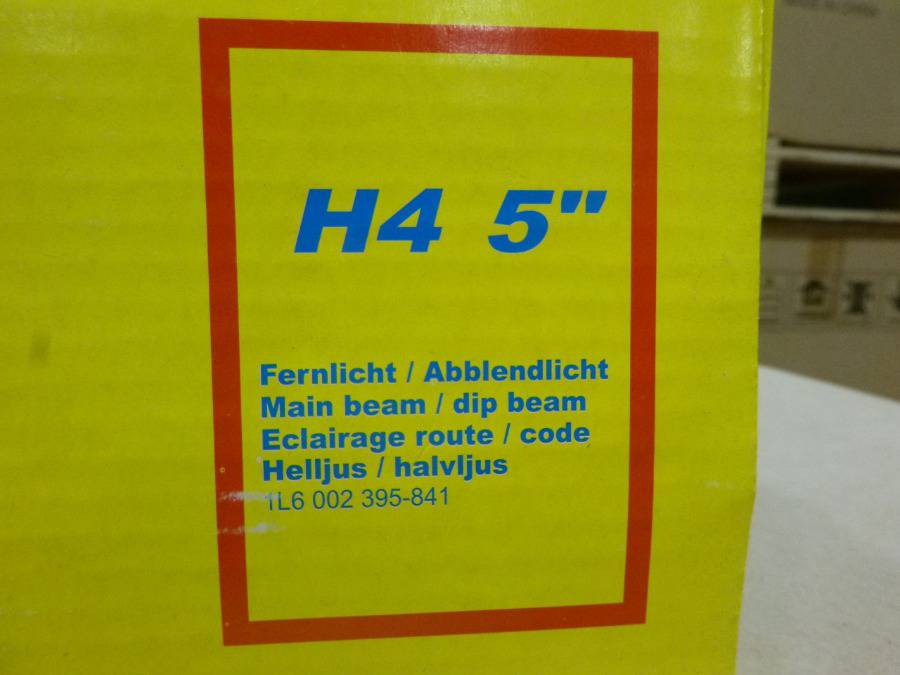 H4 5"
Fernlicht / Abblendlicht
Main beam / dip beam
Eclairage route / code
Helljus / halvljus
1L6 002 395-841